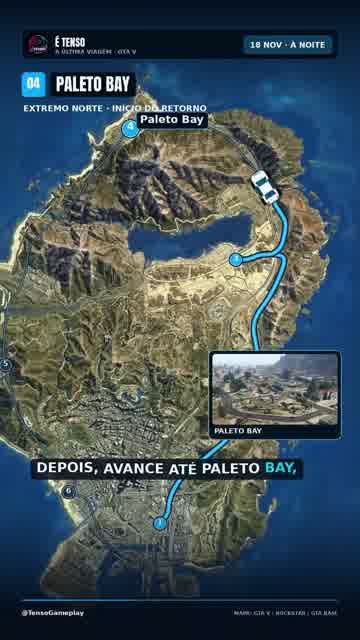 É TENSO
A ÚLTIMA VIAGEM · GTA V
18 NOV · À NOITE
04 PALETO BAY
EXTREMO NORTE · INÍCIO DO RETORNO
4 Paleto Bay
3
5
PALETO BAY
DEPOIS, AVANCE ATÉ PALETO BAY,
6
1
@TensoGameplay
MAPA: GTA V · ROCKSTAR / GTA BASE